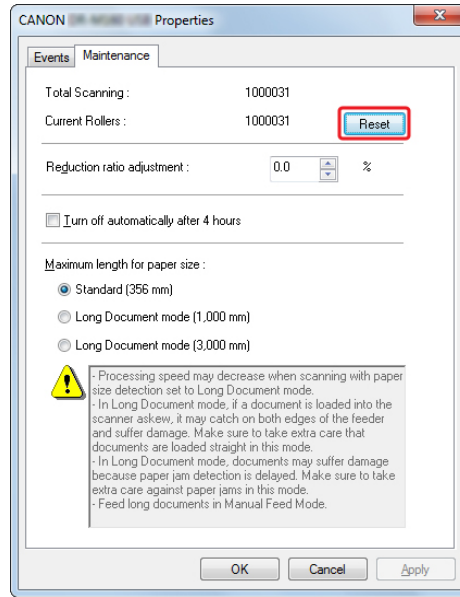 CANON Properties
Events Maintenance
Total Scanning : 1000031
Current Rollers : 1000031 Reset
Reduction ratio adjustment : 0.0 %
Turn off automatically after 4 hours
Maximum length for paper size :
Standard (356 mm)
Long Document mode (1,000 mm)
Long Document mode (3,000 mm)
- Processing speed may decrease when scanning with paper
size detection set to Long Document mode.
- In Long Document mode, if a document is loaded into the
scanner askew, it may catch on both edges of the feeder
and suffer damage. Make sure to take extra care that
documents are loaded straight in this mode.
- In Long Document mode, documents may suffer damage
because paper jam detection is delayed. Make sure to take
extra care against paper jams in this mode.
- Feed long documents in Manual Feed Mode.
OK Cancel Apply